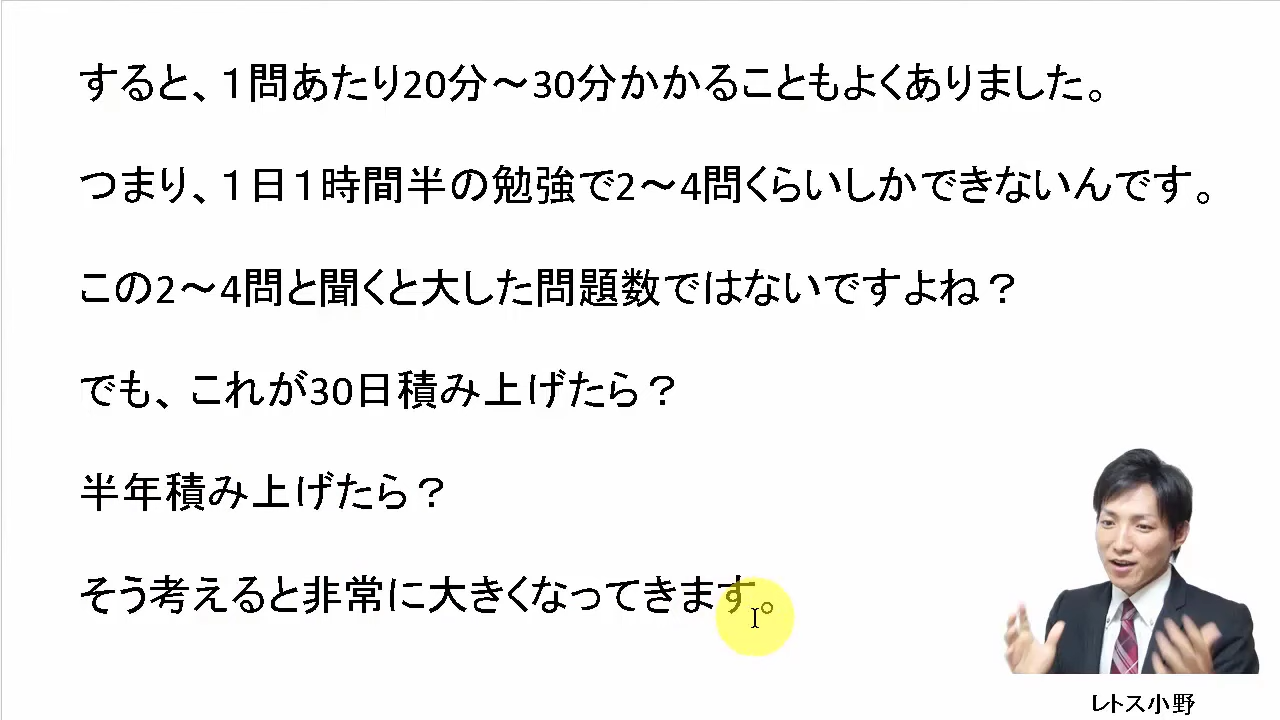 すると、１問あたり20分～30分かかることもよくありました。
つまり、１日１時間半の勉強で2～4問くらいしかできないんです。
この2～4問と聞くと大した問題数ではないですよね？
でも、これが30日積み上げたら？
半年積み上げたら？
そう考えると非常に大きくなってきます。
レトス小野